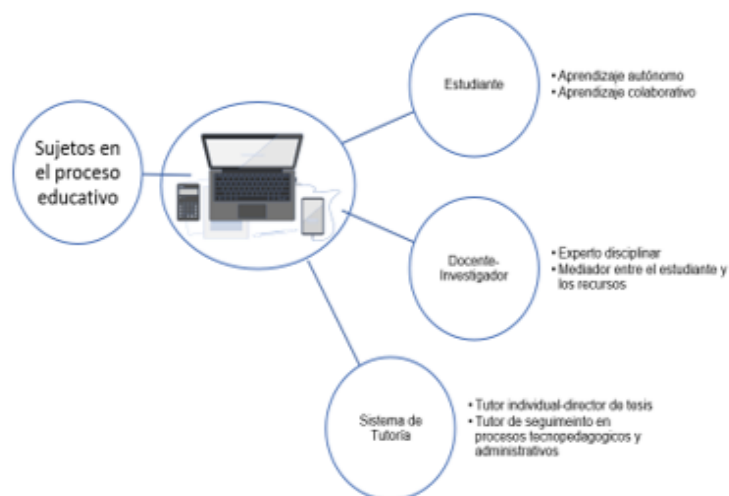 Sujetos en
el proceso
educativo
Estudiante
• Aprendizaje autónomo
• Aprendizaje colaborativo
Docente-
Investigador
• Experto disciplinar
• Mediador entre el estudiante y
los recursos
Sistema de
Tutoría
• Tutor individual-director de tesis
• Tutor de seguimeinto en
procesos tecnopedagogicos y
administrativos